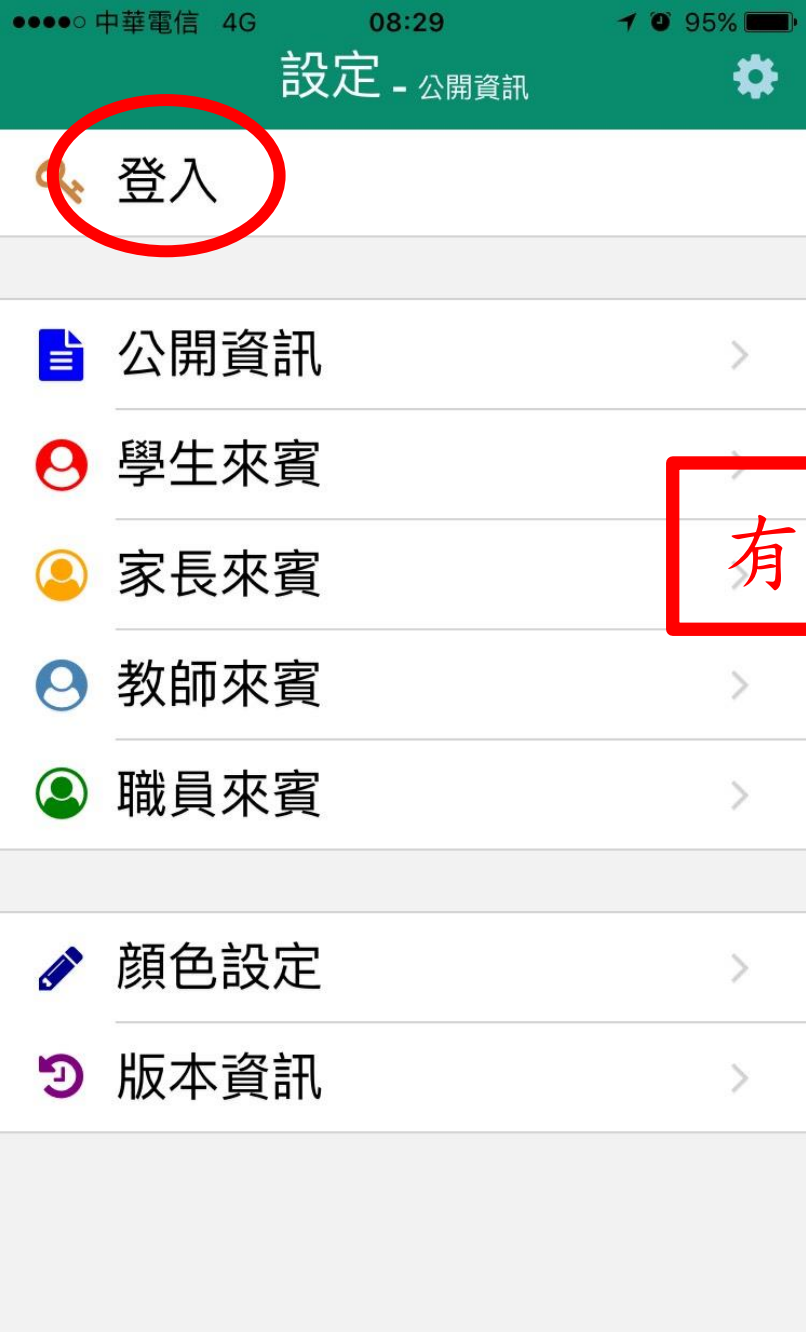 中華電信 4G 08:29 95%
設定 - 公開資訊
登入
公開資訊
學生來賓
有
家長來賓
教師來賓
職員來賓
顏色設定
版本資訊